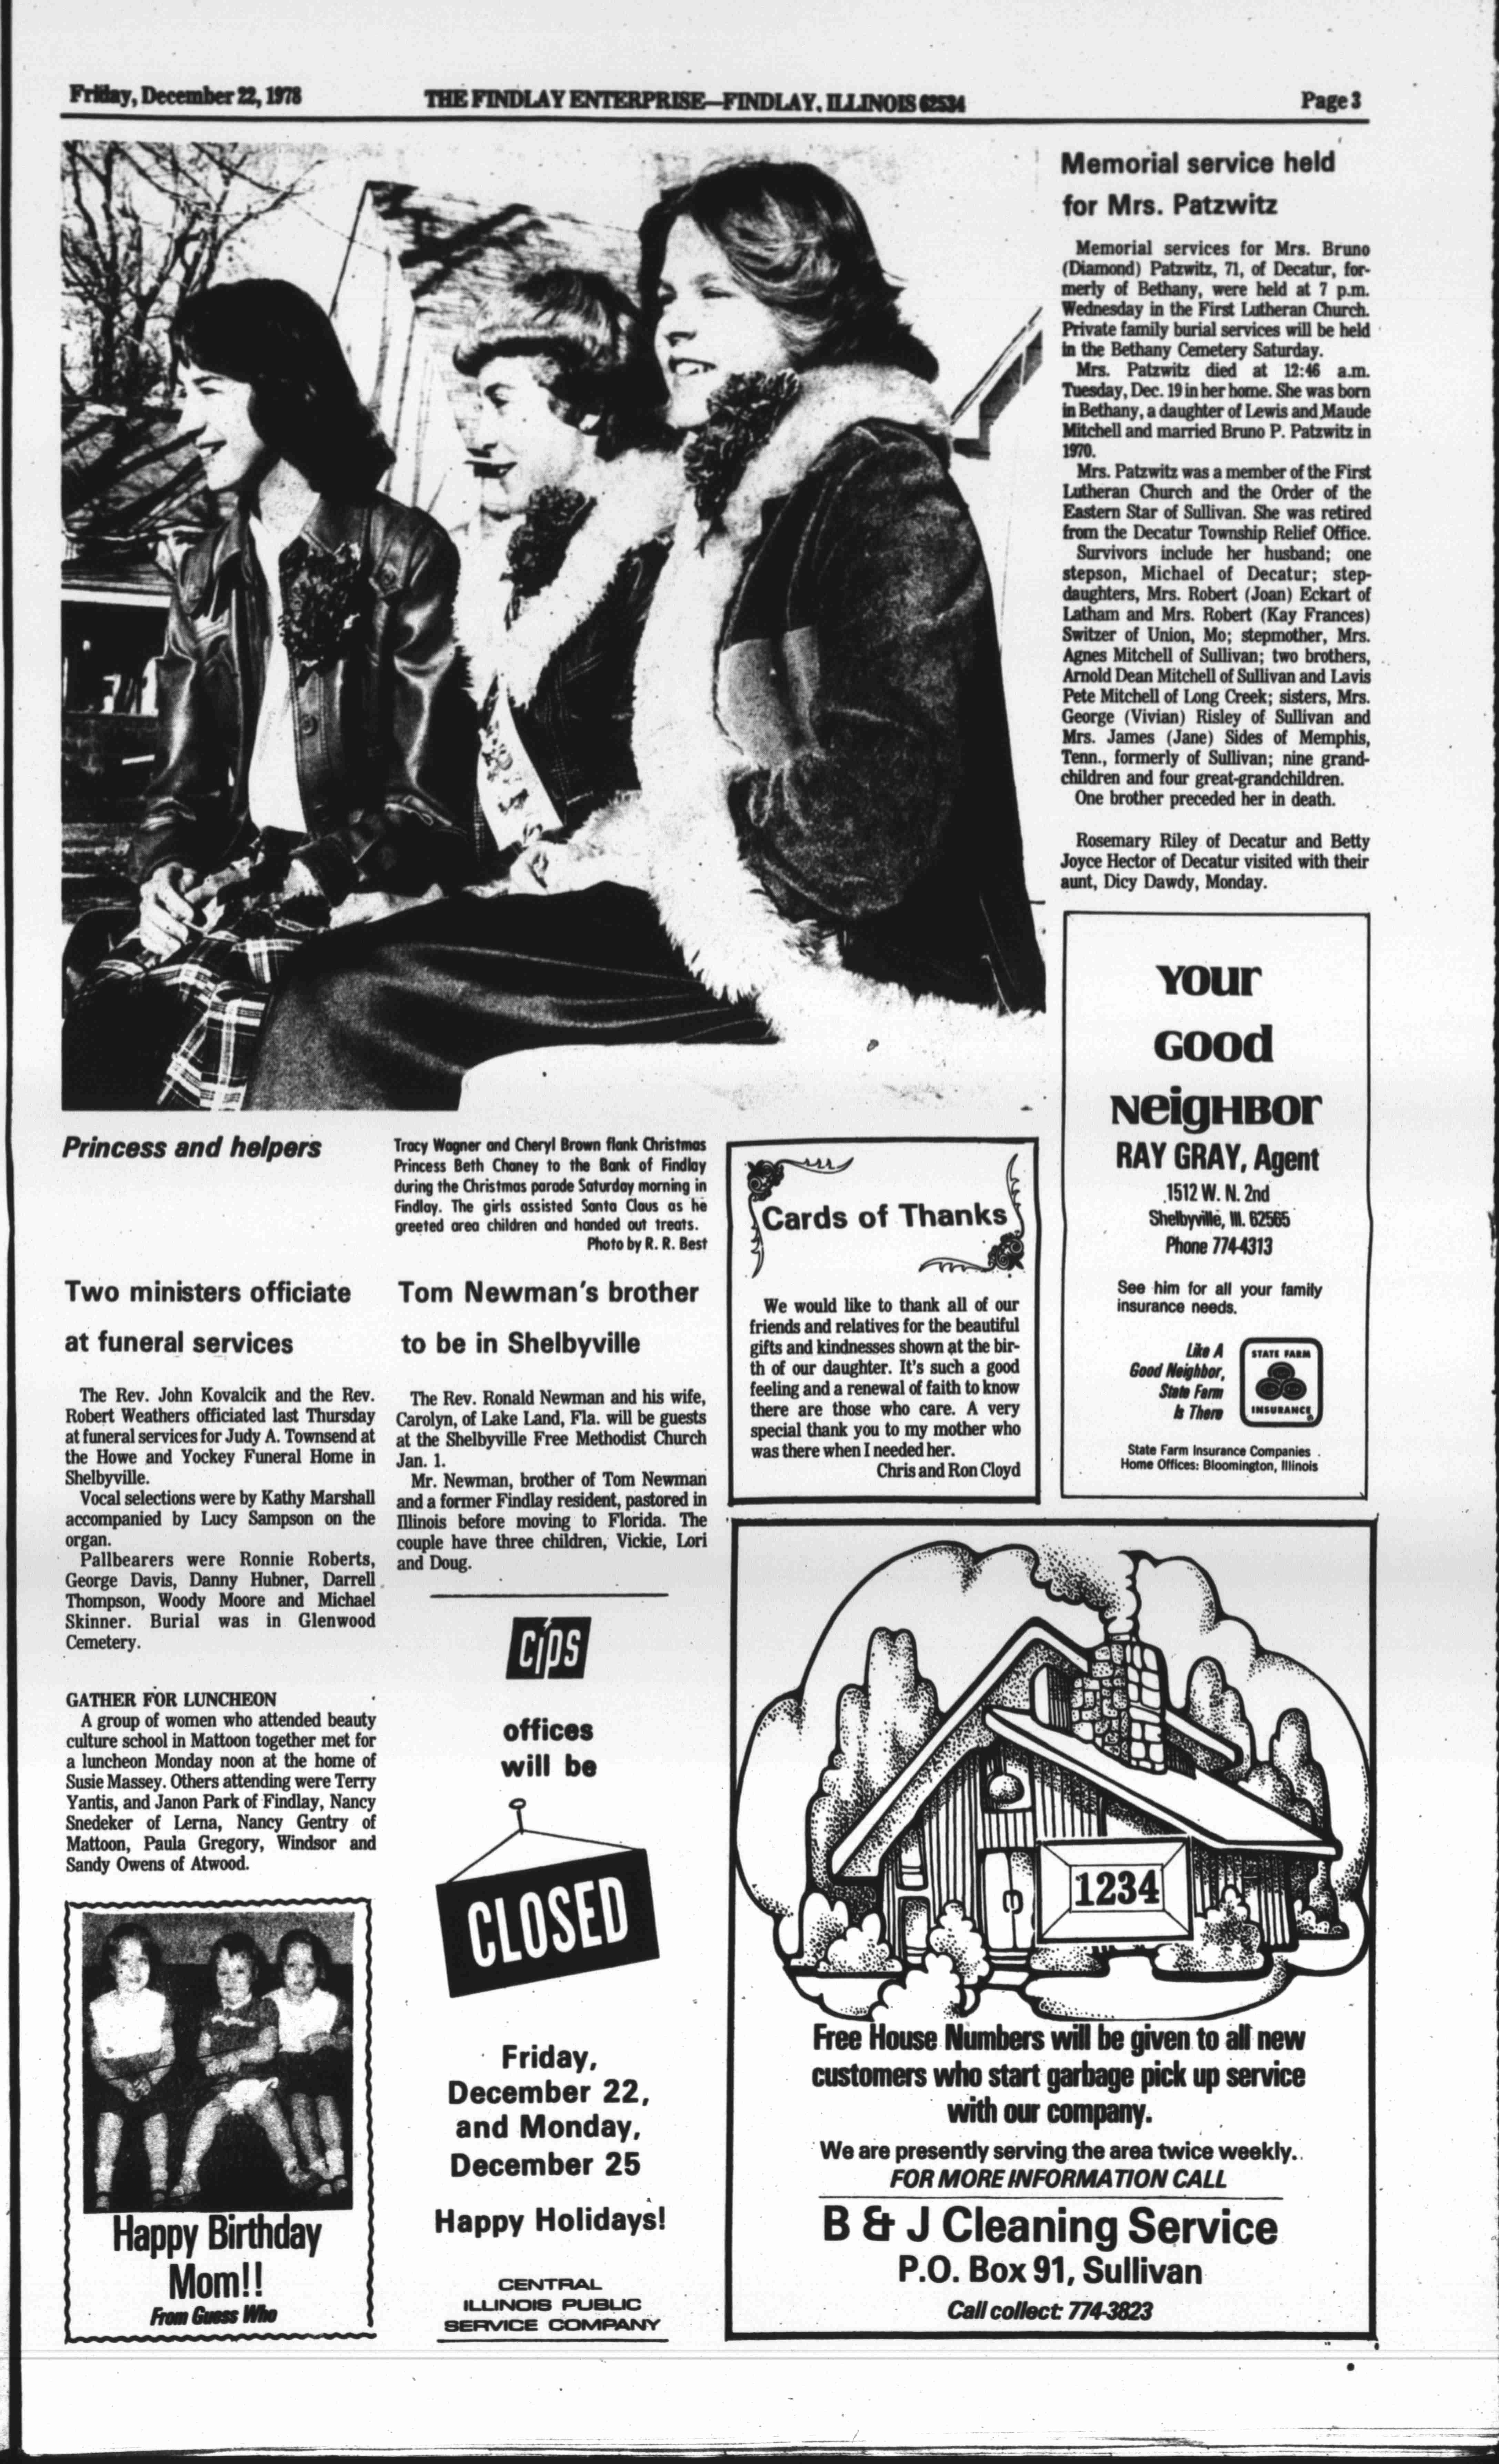 Friday, December 22, 1978
THE FINDLAY ENTERPRISE—FINDLAY, ILLINOIS 62534
Page 3
Princess and helpers
Tracy Wagner and Cheryl Brown flank Christmas
Princess Beth Chaney to the Bank of Findlay
during the Christmas parade Saturday morning in
Findlay. The girls assisted Santa Claus as he
greeted area children and handed out treats.
Photo by R. R. Best
Two ministers officiate
at funeral services
The Rev. John Kovalcik and the Rev.
Robert Weathers officiated last Thursday
at funeral services for Judy A. Townsend at
the Howe and Yockey Funeral Home in
Shelbyville.
Vocal selections were by Kathy Marshall
accompanied by Lucy Sampson on the
organ.
Pallbearers were Ronnie Roberts,
George Davis, Danny Hubner, Darrell
Thompson, Woody Moore and Michael
Skinner. Burial was in Glenwood
Cemetery.
GATHER FOR LUNCHEON
A group of women who attended beauty
culture school in Mattoon together met for
a luncheon Monday noon at the home of
Susie Massey. Others attending were Terry
Yantis, and Janon Park of Findlay, Nancy
Snedeker of Lerna, Nancy Gentry of
Mattoon, Paula Gregory, Windsor and
Sandy Owens of Atwood.
Happy Birthday
Mom!!
From Guess Who
Tom Newman's brother
to be in Shelbyville
The Rev. Ronald Newman and his wife,
Carolyn, of Lake Land, Fla. will be guests
at the Shelbyville Free Methodist Church
Jan. 1.
Mr. Newman, brother of Tom Newman
and a former Findlay resident, pastored in
Illinois before moving to Florida. The
couple have three children, Vickie, Lori
and Doug.
CIPS
offices
will be
CLOSED
Friday,
December 22,
and Monday,
December 25
Happy Holidays!
CENTRAL
ILLINOIS PUBLIC
SERVICE COMPANY
Cards of Thanks
We would like to thank all of our
friends and relatives for the beautiful
gifts and kindnesses shown at the bir-
th of our daughter. It's such a good
feeling and a renewal of faith to know
there are those who care. A very
special thank you to my mother who
was there when I needed her.
Chris and Ron Cloyd
Memorial service held
for Mrs. Patzwitz
Memorial services for Mrs. Bruno
(Diamond) Patzwitz, 71, of Decatur, for-
merly of Bethany, were held at 7 p.m.
Wednesday in the First Lutheran Church.
Private family burial services will be held
in the Bethany Cemetery Saturday.
Mrs. Patzwitz died at 12:46 a.m.
Tuesday, Dec. 19 in her home. She was born
in Bethany, a daughter of Lewis and Maude
Mitchell and married Bruno P. Patzwitz in
1970.
Mrs. Patzwitz was a member of the First
Lutheran Church and the Order of the
Eastern Star of Sullivan. She was retired
from the Decatur Township Relief Office.
Survivors include her husband; one
stepson, Michael of Decatur; step-
daughters, Mrs. Robert (Joan) Eckart of
Latham and Mrs. Robert (Kay Frances)
Switzer of Union, Mo; stepmother, Mrs.
Agnes Mitchell of Sullivan; two brothers,
Arnold Dean Mitchell of Sullivan and Lavis
Pete Mitchell of Long Creek; sisters, Mrs.
George (Vivian) Risley of Sullivan and
Mrs. James (Jane) Sides of Memphis,
Tenn., formerly of Sullivan; nine grand-
children and four great-grandchildren.
One brother preceded her in death.
Rosemary Riley of Decatur and Betty
Joyce Hector of Decatur visited with their
aunt, Dicy Dawdy, Monday.
YOUR
GOOD
NEIGHBOR
RAY GRAY, Agent
1512 W. N. 2nd
Shelbyville, Ill. 62565
Phone 774-4313
See him for all your family
insurance needs.
Like A
Good Neighbor,
State Farm
Is There
STATE FARM
INSURANCE
State Farm Insurance Companies
Home Offices: Bloomington, Illinois
1234
Free House Numbers will be given to all new
customers who start garbage pick up service
with our company.
We are presently serving the area twice weekly.
FOR MORE INFORMATION CALL
B & J Cleaning Service
P.O. Box 91, Sullivan
Call collect 774-3823